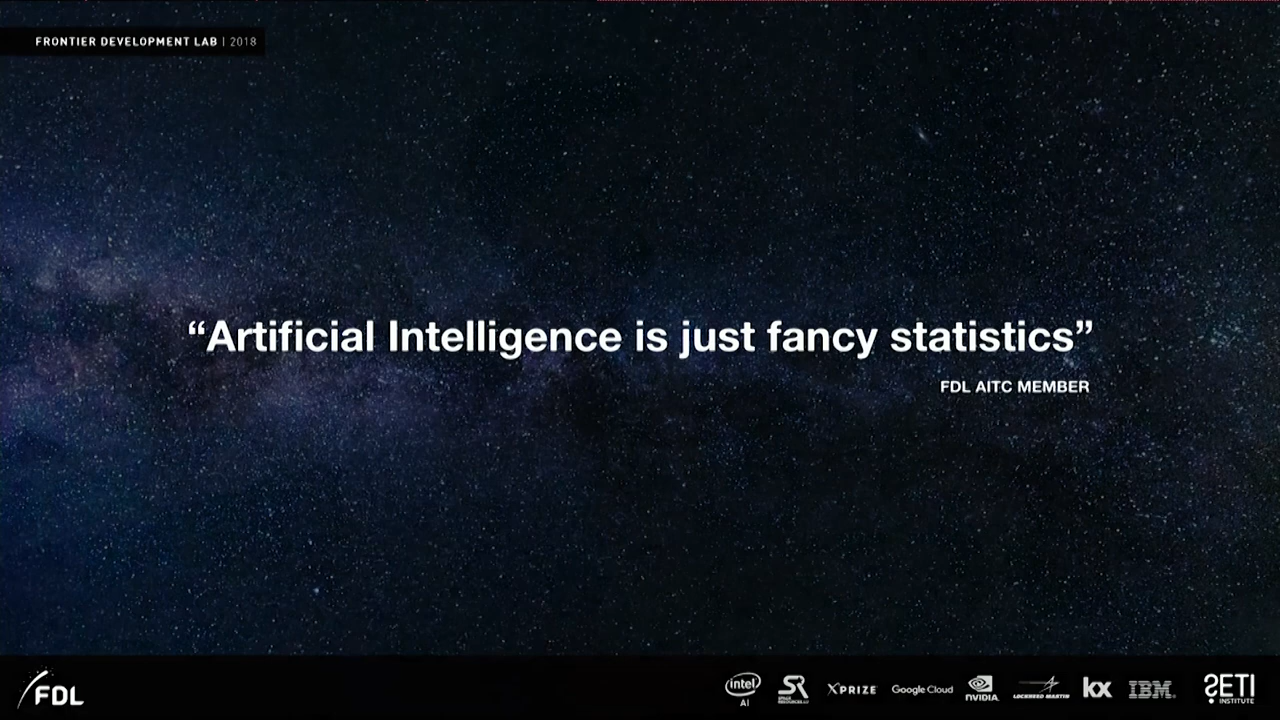 FRONTIER DEVELOPMENT LAB | 2018
“Artificial Intelligence is just fancy statistics”
FDL AITC MEMBER
FDL
intel AI
SR
XPRIZE
Google Cloud
NVIDIA
LOCKHEED MARTIN
kx
IBM
SETI INSTITUTE